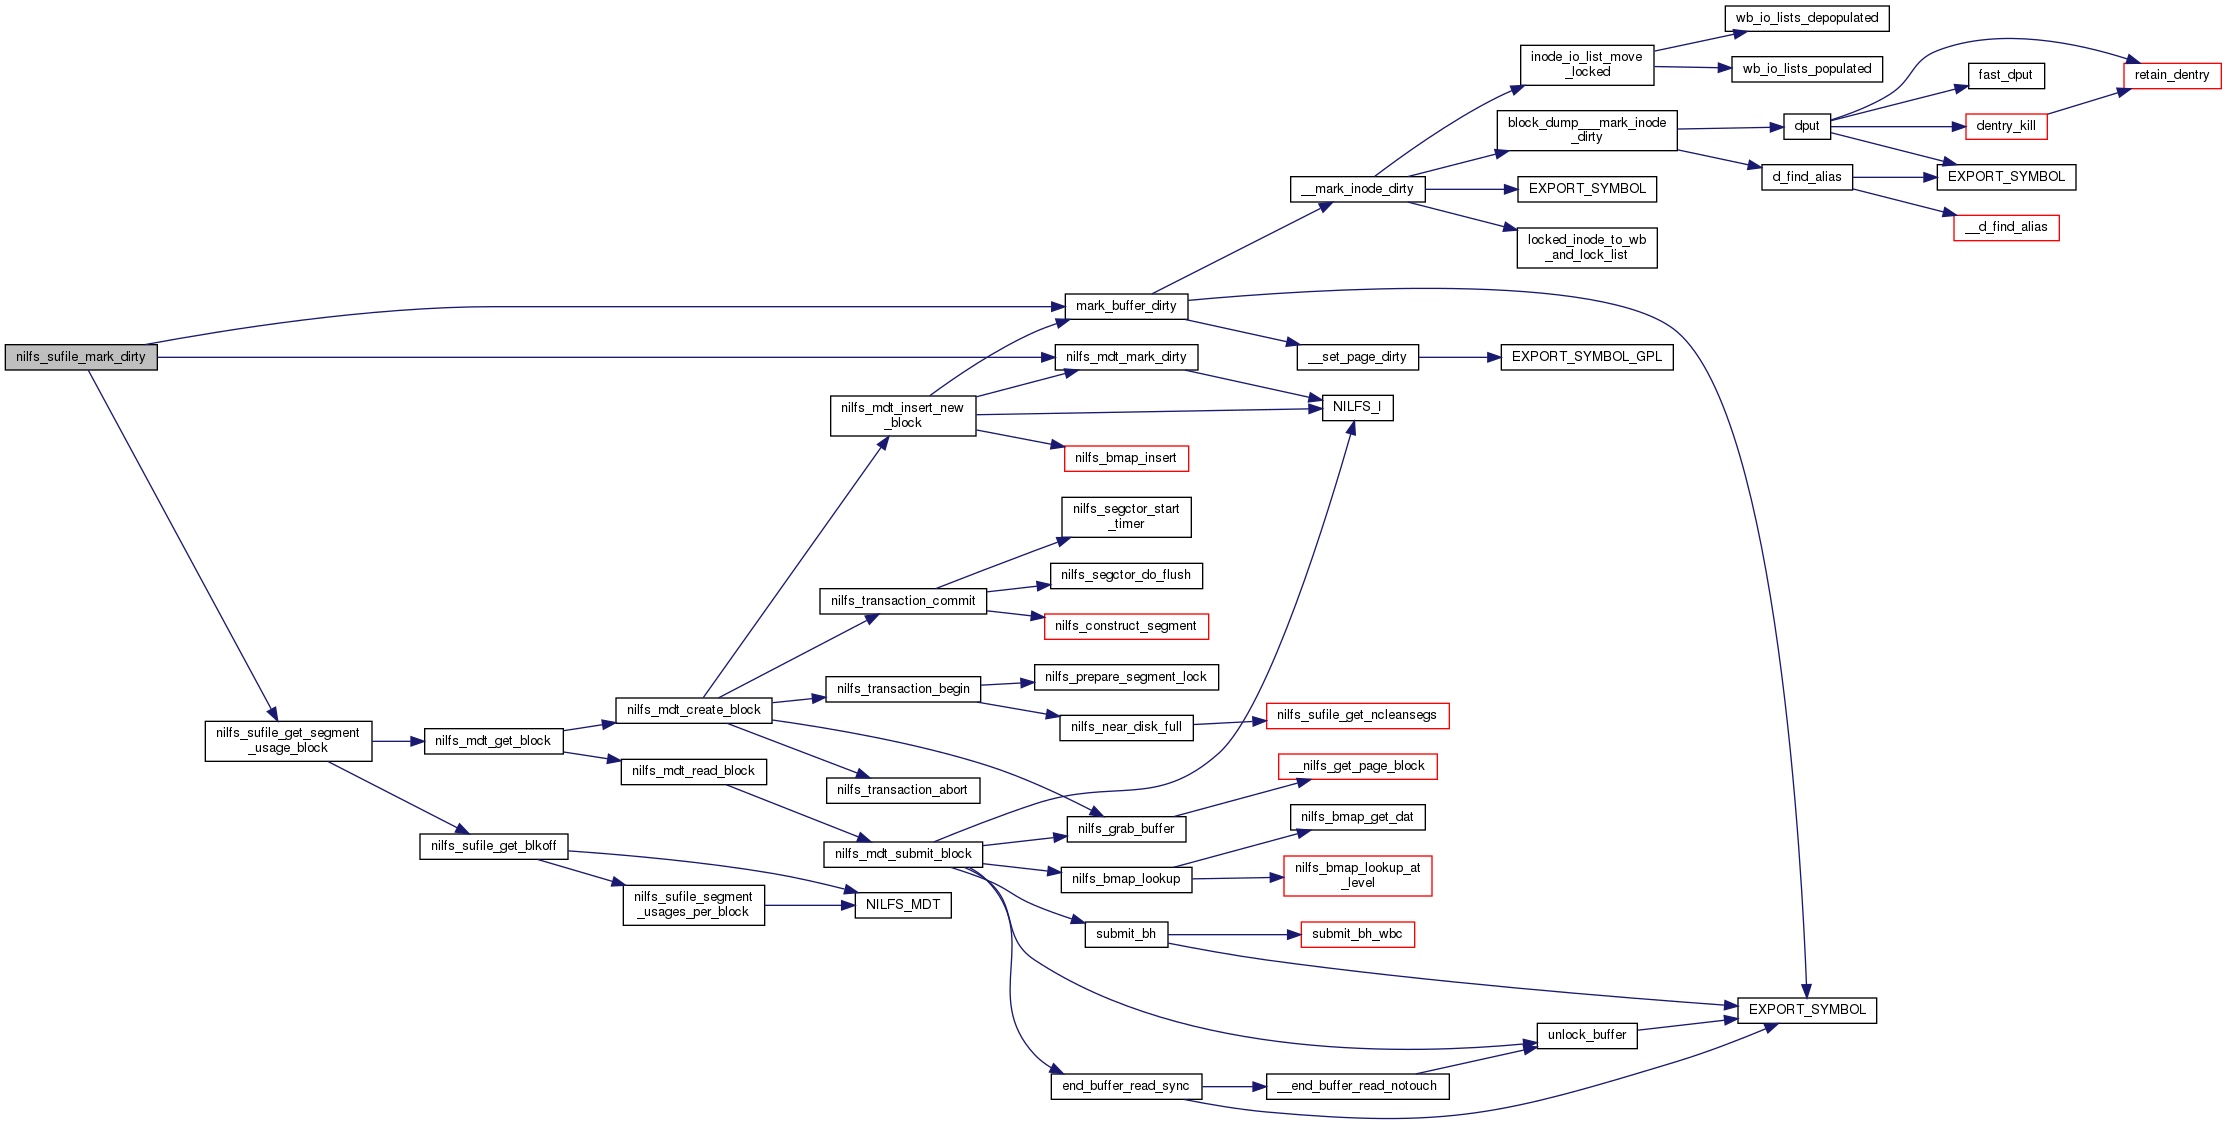 wb_io_lists_depopulated
inode_io_list_move
_locked
wb_io_lists_populated
fast_dput
retain_dentry
block_dump___mark_inode
_dirty
dput
dentry_kill
__mark_inode_dirty
EXPORT_SYMBOL
d_find_alias
EXPORT_SYMBOL
__d_find_alias
locked_inode_to_wb
_and_lock_list
mark_buffer_dirty
nilfs_sufile_mark_dirty
nilfs_mdt_mark_dirty
__set_page_dirty
EXPORT_SYMBOL_GPL
nilfs_mdt_insert_new
_block
NILFS_I
nilfs_bmap_insert
nilfs_segctor_start
_timer
nilfs_segctor_do_flush
nilfs_transaction_commit
nilfs_construct_segment
nilfs_prepare_segment_lock
nilfs_transaction_begin
nilfs_mdt_create_block
nilfs_near_disk_full
nilfs_sufile_get_ncleansegs
nilfs_sufile_get_segment
_usage_block
nilfs_mdt_get_block
nilfs_mdt_read_block
nilfs_transaction_abort
__nilfs_get_page_block
nilfs_grab_buffer
nilfs_bmap_get_dat
nilfs_sufile_get_blkoff
nilfs_mdt_submit_block
nilfs_bmap_lookup
nilfs_bmap_lookup_at
_level
nilfs_sufile_segment
_usages_per_block
NILFS_MDT
submit_bh
submit_bh_wbc
EXPORT_SYMBOL
unlock_buffer
end_buffer_read_sync
__end_buffer_read_notouch